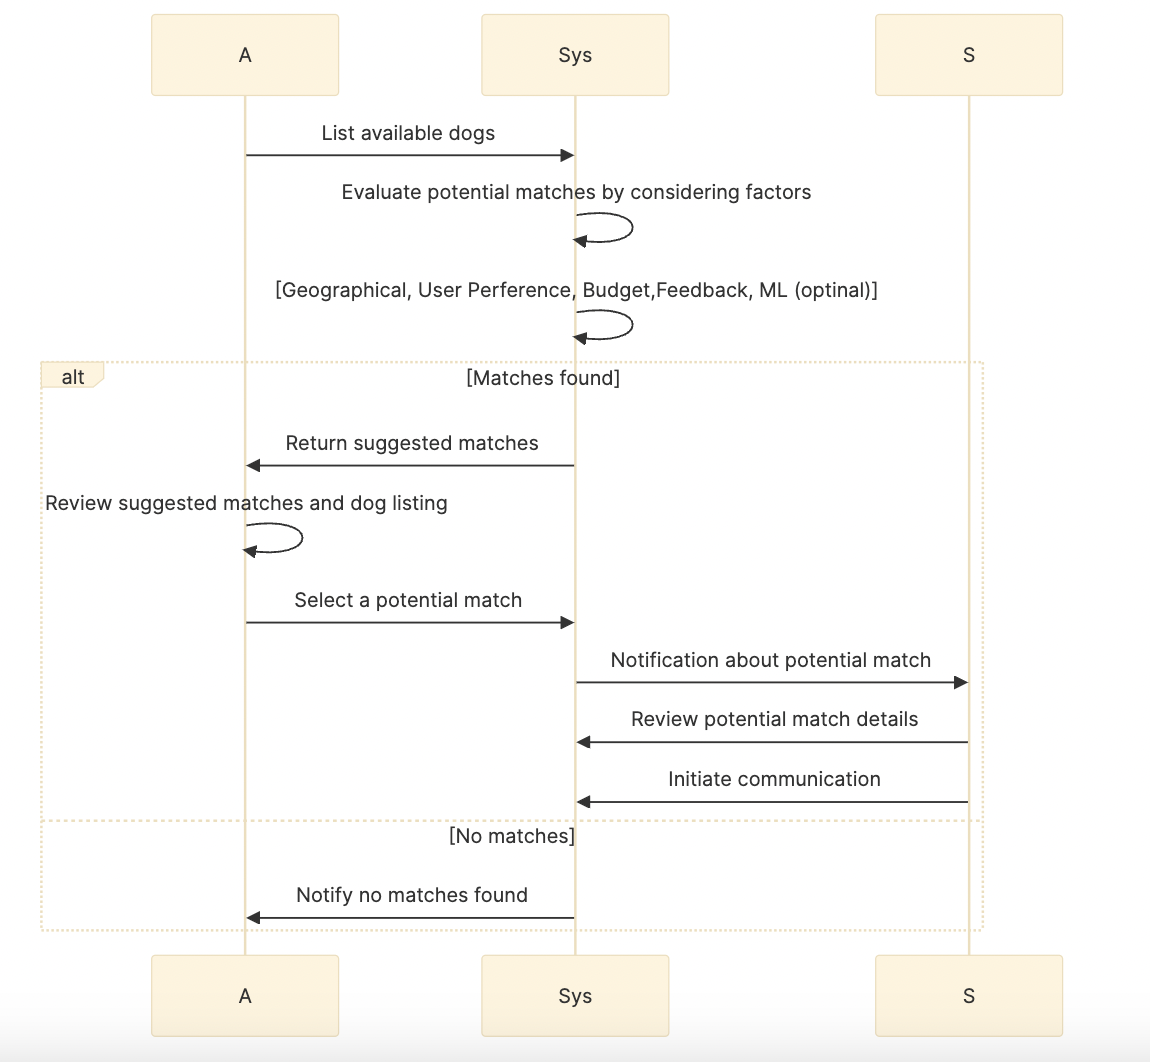 A
Sys
S
List available dogs
Evaluate potential matches by considering factors
[Geographical, User Perference, Budget,Feedback, ML (optinal)]
alt
[Matches found]
Return suggested matches
Review suggested matches and dog listing
Select a potential match
Notification about potential match
Review potential match details
Initiate communication
[No matches]
Notify no matches found
A
Sys
S